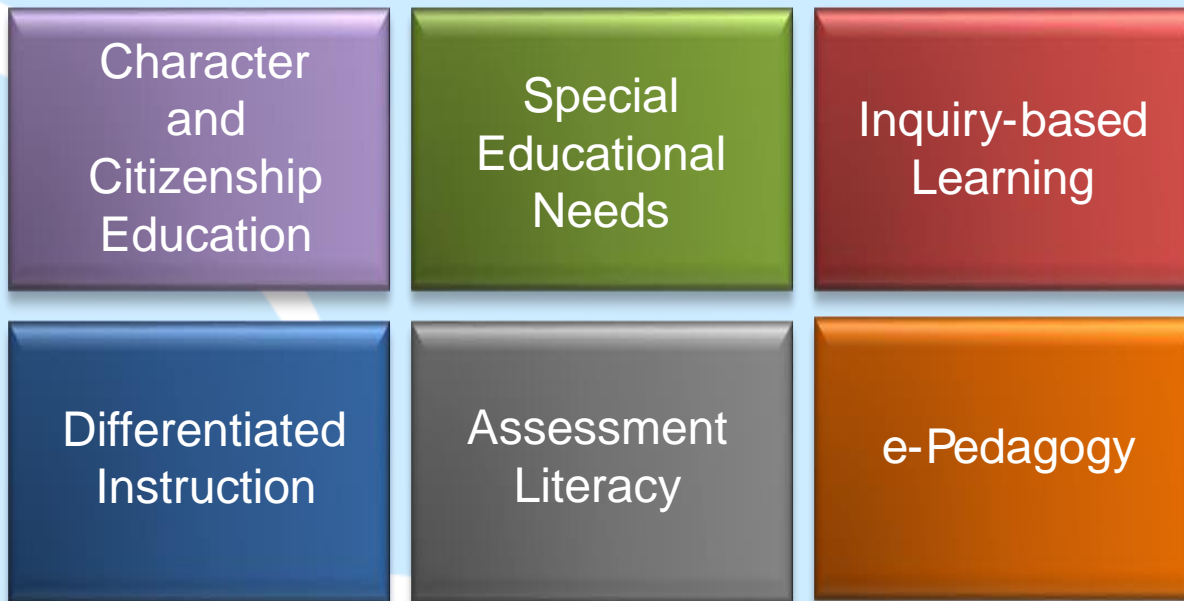 Character
and
Citizenship
Education
Special
Educational
Needs
Inquiry-based
Learning
Differentiated
Instruction
Assessment
Literacy
e-Pedagogy